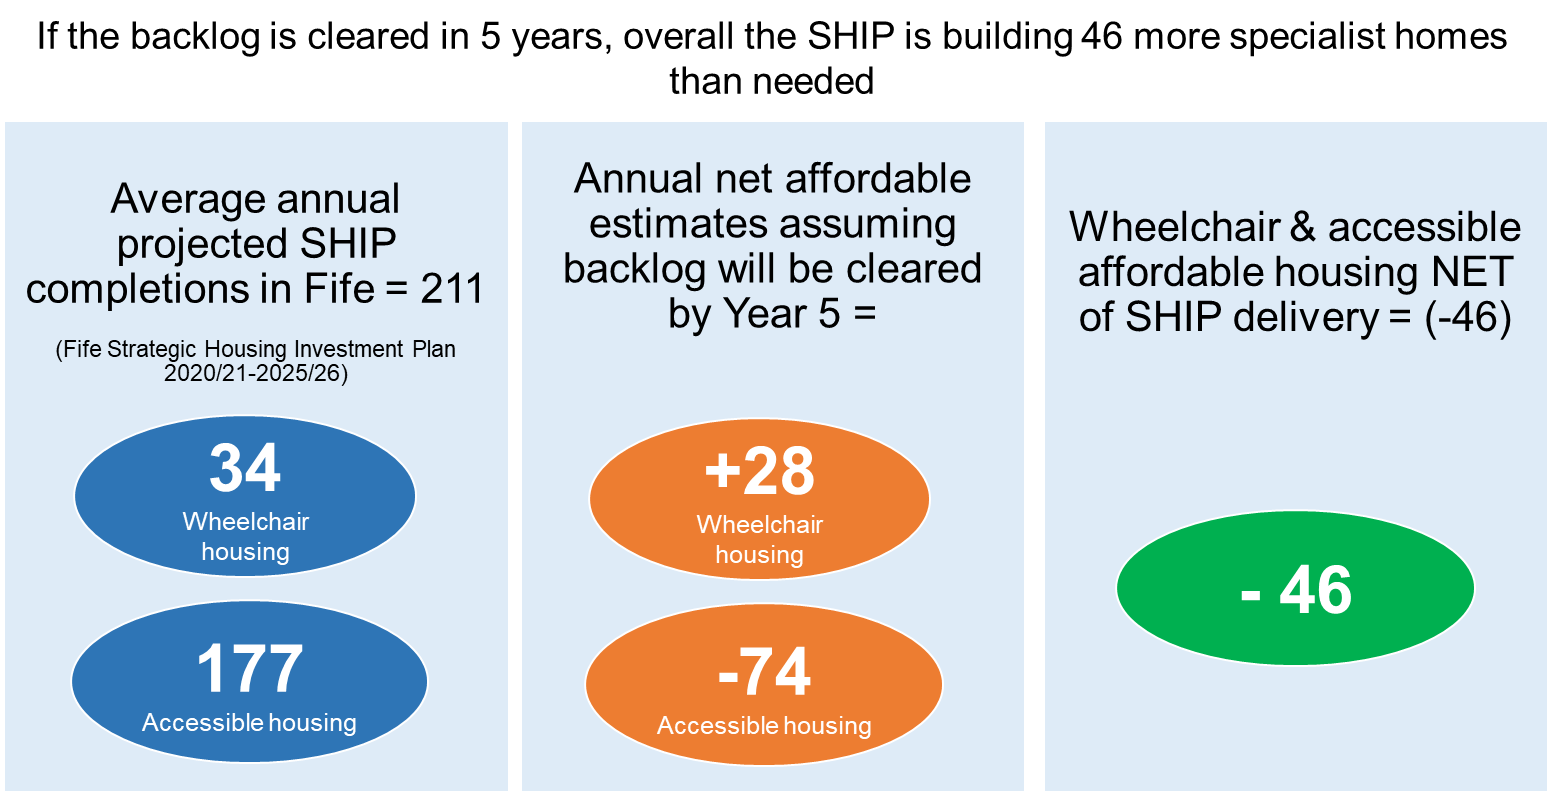 If the backlog is cleared in 5 years, overall the SHIP is building 46 more specialist homes
than needed
Average annual
projected SHIP
completions in Fife = 211
(Fife Strategic Housing Investment Plan
2020/21-2025/26)
34
Wheelchair
housing
177
Accessible housing
Annual net affordable
estimates assuming
backlog will be cleared
by Year 5 =
+28
Wheelchair
housing
-74
Accessible housing
Wheelchair & accessible
affordable housing NET
of SHIP delivery = (-46)
- 46